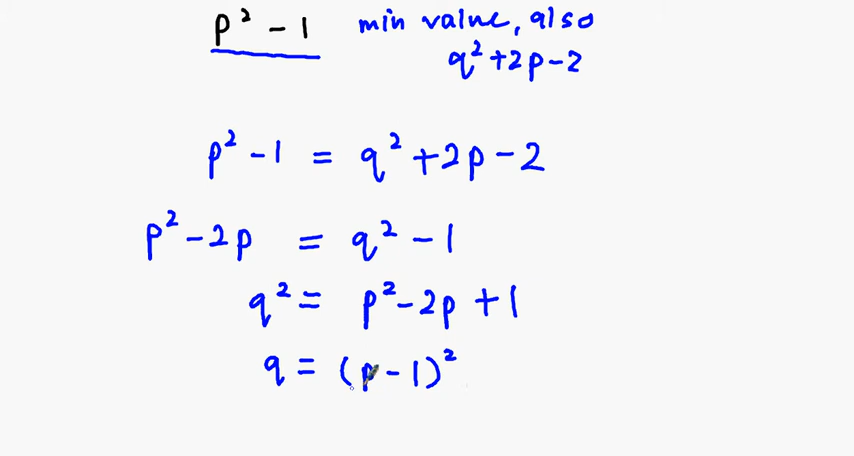 p² - 1 min value, also
q² + 2p - 2
p² - 1 = q² + 2p - 2
p² - 2p = q² - 1
q² = p² - 2p + 1
q = (p - 1)²